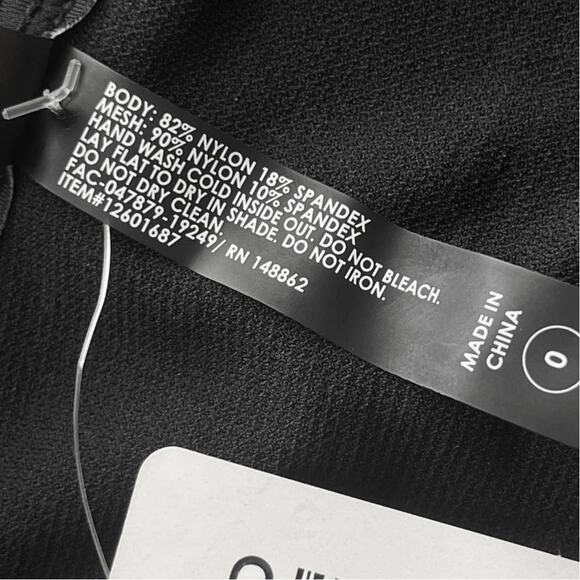 BODY: 82% NYLON 18% SPANDEX
MESH: 90% NYLON 10% SPANDEX
HAND WASH COLD INSIDE OUT. DO NOT BLEACH.
LAY FLAT TO DRY IN SHADE. DO NOT IRON.
DO NOT DRY CLEAN.
FAC-047879-19249/ RN 148862
ITEM#12601687
MADE IN
CHINA
0